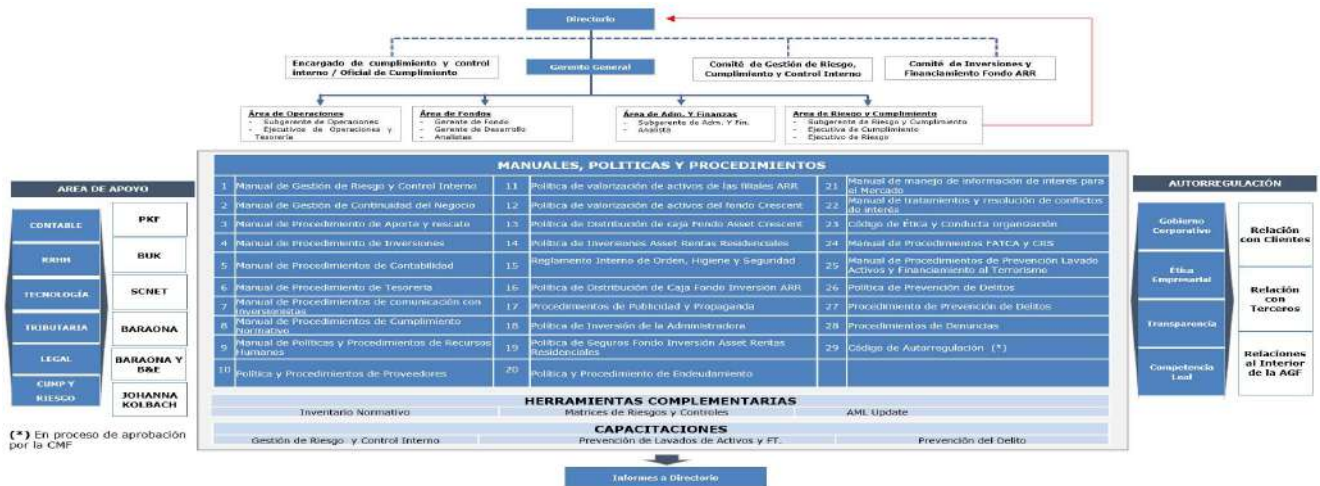 Directorio
Encargado de cumplimiento y control
interno / Oficial de Cumplimiento
Gerente General
Comité de Gestión de Riesgo,
Cumplimiento y Control Interno
Comité de Inversiones y
Financiamiento Fondo ARR
Área de Operaciones
- Subgerente de Operaciones
- Ejecutivos de Operaciones y
Tesorería
Área de Fondos
- Gerente de Fondo
- Gerente de Desarrollo
- Analistas
Área de Adm. Y Finanzas
- Subgerente de Adm. Y Fin.
- Analista
Area de Riesgo y Cumplimiento
- Subgerente de Riesgo y Cumplimiento
- Ejecutiva de Cumplimiento
- Ejecutivo de Riesgo
AREA DE APOYO
CONTABLE
PKF
RRHH
BUK
TECNOLOGÍA
SCNET
TRIBUTARIA
BARAONA
LEGAL
BARAONA Y
B&E
CUMP Y
RIESGO
JOHANNA
KOLBACH
(*) En proceso de aprobación
por la CMF
MANUALES, POLITICAS Y PROCEDIMIENTOS
1 Manual de Gestión de Riesgo y Control Interno
2 Manual de Gestión de Continuidad del Negocio
3 Manual de Procedimiento de Aporta y rescate
4 Manual de Procedimiento de Inversiones
5 Manual de Procedimientos de Contabilidad
6 Manual de Procedimiento de Tesorería
7 Manual de Procedimientos de comunicación con
Inversionistas
8 Manual de Procedimientos de Cumplimiento
Normativo
9 Manual de Políticas y Procedimientos de Recursos
Humanos
10 Política y Procedimientos de Proveedores
11 Política de valorización de activos de las filiales ARR
12 Política de valorización de activos del fondo Crescent
13 Política de Distribución de caja Fondo Asset Crescent
14 Política de Inversiones Asset Rentas Residenciales
15 Reglamento Interno de Orden, Higiene y Seguridad
16 Política de Distribución de Caja Fondo Inversión ARR
17 Procedimientos de Publicidad y Propaganda
18 Política de Inversión de la Administradora
19 Política de Seguros Fondo Inversión Asset Rentas
Residenciales
20 Política y Procedimiento de Endeudamiento
21 Manual de manejo de información de interés para
el Mercado
22 Manual de tratamientos y resolución de conflictos
de interés
23 Código de Ética y Conducta organización
24 Manual de Procedimientos FATCA y CRS
25 Manual de Procedimientos de Prevención Lavado
Activos y Financiamiento al Terrorismo
26 Política de Prevención de Delitos
27 Procedimiento de Prevención de Delitos
28 Procedimientos de Denuncias
29 Código de Autorregulación (*)
HERRAMIENTAS COMPLEMENTARIAS
Inventario Normativo
Matrices de Riesgos y Controles
AML Update
CAPACITACIONES
Gestión de Riesgo y Control Interno
Prevención de Lavados de Activos y FT.
Prevención del Delito
AUTORREGULACIÓN
Gobierno
Corporativo
Ética
Empresarial
Transparencia
Competencia
Leal
Relación
con Clientes
Relación
con
Terceros
Relaciones
al Interior
de la AGF
Informes a Directorio